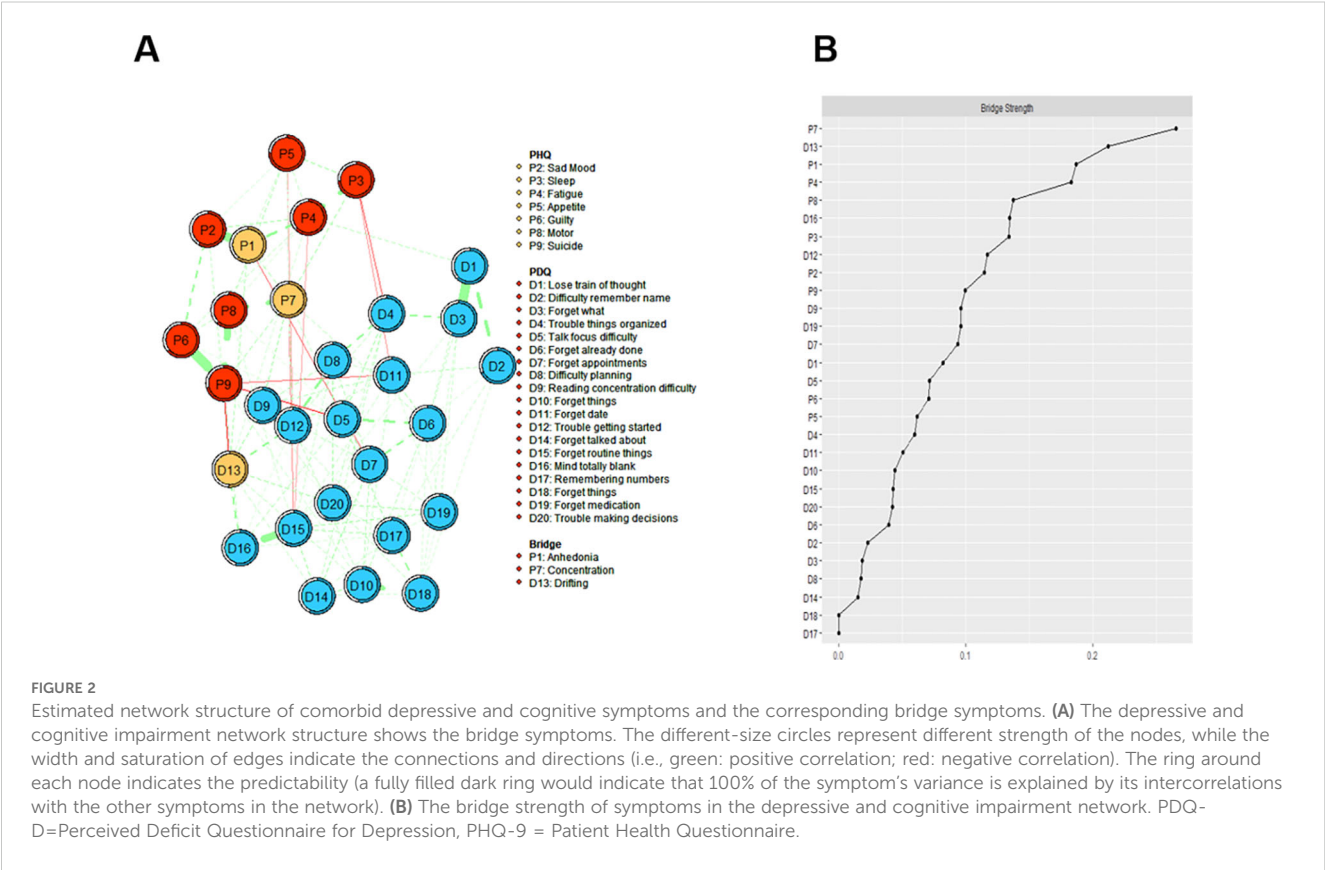 A
B
P5
P3
P4
P2
P1
D1
P7
P8
D4
D3
P6
D8
D2
D11
P9
D9
D5
D6
D12
D7
D13
D20
D19
D15
D17
D16
D10
D18
D14
PHQ
P2: Sad Mood
P3: Sleep
P4: Fatigue
P5: Appetite
P6: Guilty
P8: Motor
P9: Suicide
PDQ
D1: Lose train of thought
D2: Difficulty remember name
D3: Forget what
D4: Trouble things organized
D5: Talk focus difficulty
D6: Forget already done
D7: Forget appointments
D8: Difficulty planning
D9: Reading concentration difficulty
D10: Forget things
D11: Forget date
D12: Trouble getting started
D14: Forget talked about
D15: Forget routine things
D16: Mind totally blank
D17: Remembering numbers
D18: Forget things
D19: Forget medication
D20: Trouble making decisions
Bridge
P1: Anhedonia
P7: Concentration
D13: Drifting
Bridge Strength
P7
D13
P1
P4
P8
D16
P3
D12
P2
P9
D9
D19
D7
D1
D5
P6
P5
D4
D11
D10
D15
D20
D6
D2
D3
D8
D14
D18
D17
0.0 0.1 0.2
FIGURE 2
Estimated network structure of comorbid depressive and cognitive symptoms and the corresponding bridge symptoms. (A) The depressive and
cognitive impairment network structure shows the bridge symptoms. The different-size circles represent different strength of the nodes, while the
width and saturation of edges indicate the connections and directions (i.e., green: positive correlation; red: negative correlation). The ring around
each node indicates the predictability (a fully filled dark ring would indicate that 100% of the symptom's variance is explained by its intercorrelations
with the other symptoms in the network). (B) The bridge strength of symptoms in the depressive and cognitive impairment network. PDQ-
D=Perceived Deficit Questionnaire for Depression, PHQ-9 = Patient Health Questionnaire.